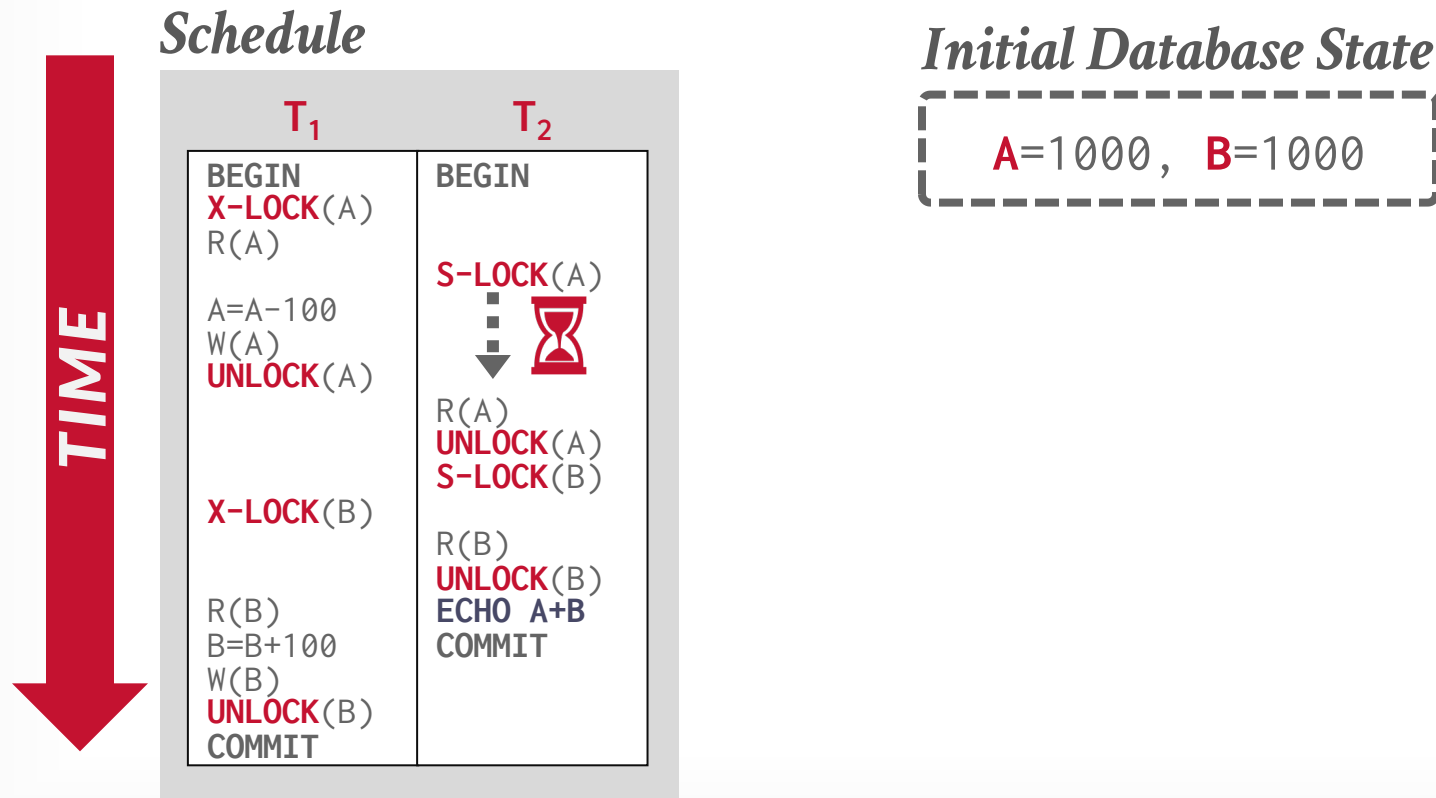 Schedule
Initial Database State
A=1000, B=1000
TIME
T₁ T₂
BEGIN BEGIN
X-LOCK(A)
R(A)
S-LOCK(A)
A=A-100
W(A)
UNLOCK(A)
R(A)
UNLOCK(A)
S-LOCK(B)
X-LOCK(B)
R(B)
UNLOCK(B)
R(B) ECHO A+B
B=B+100 COMMIT
W(B)
UNLOCK(B)
COMMIT